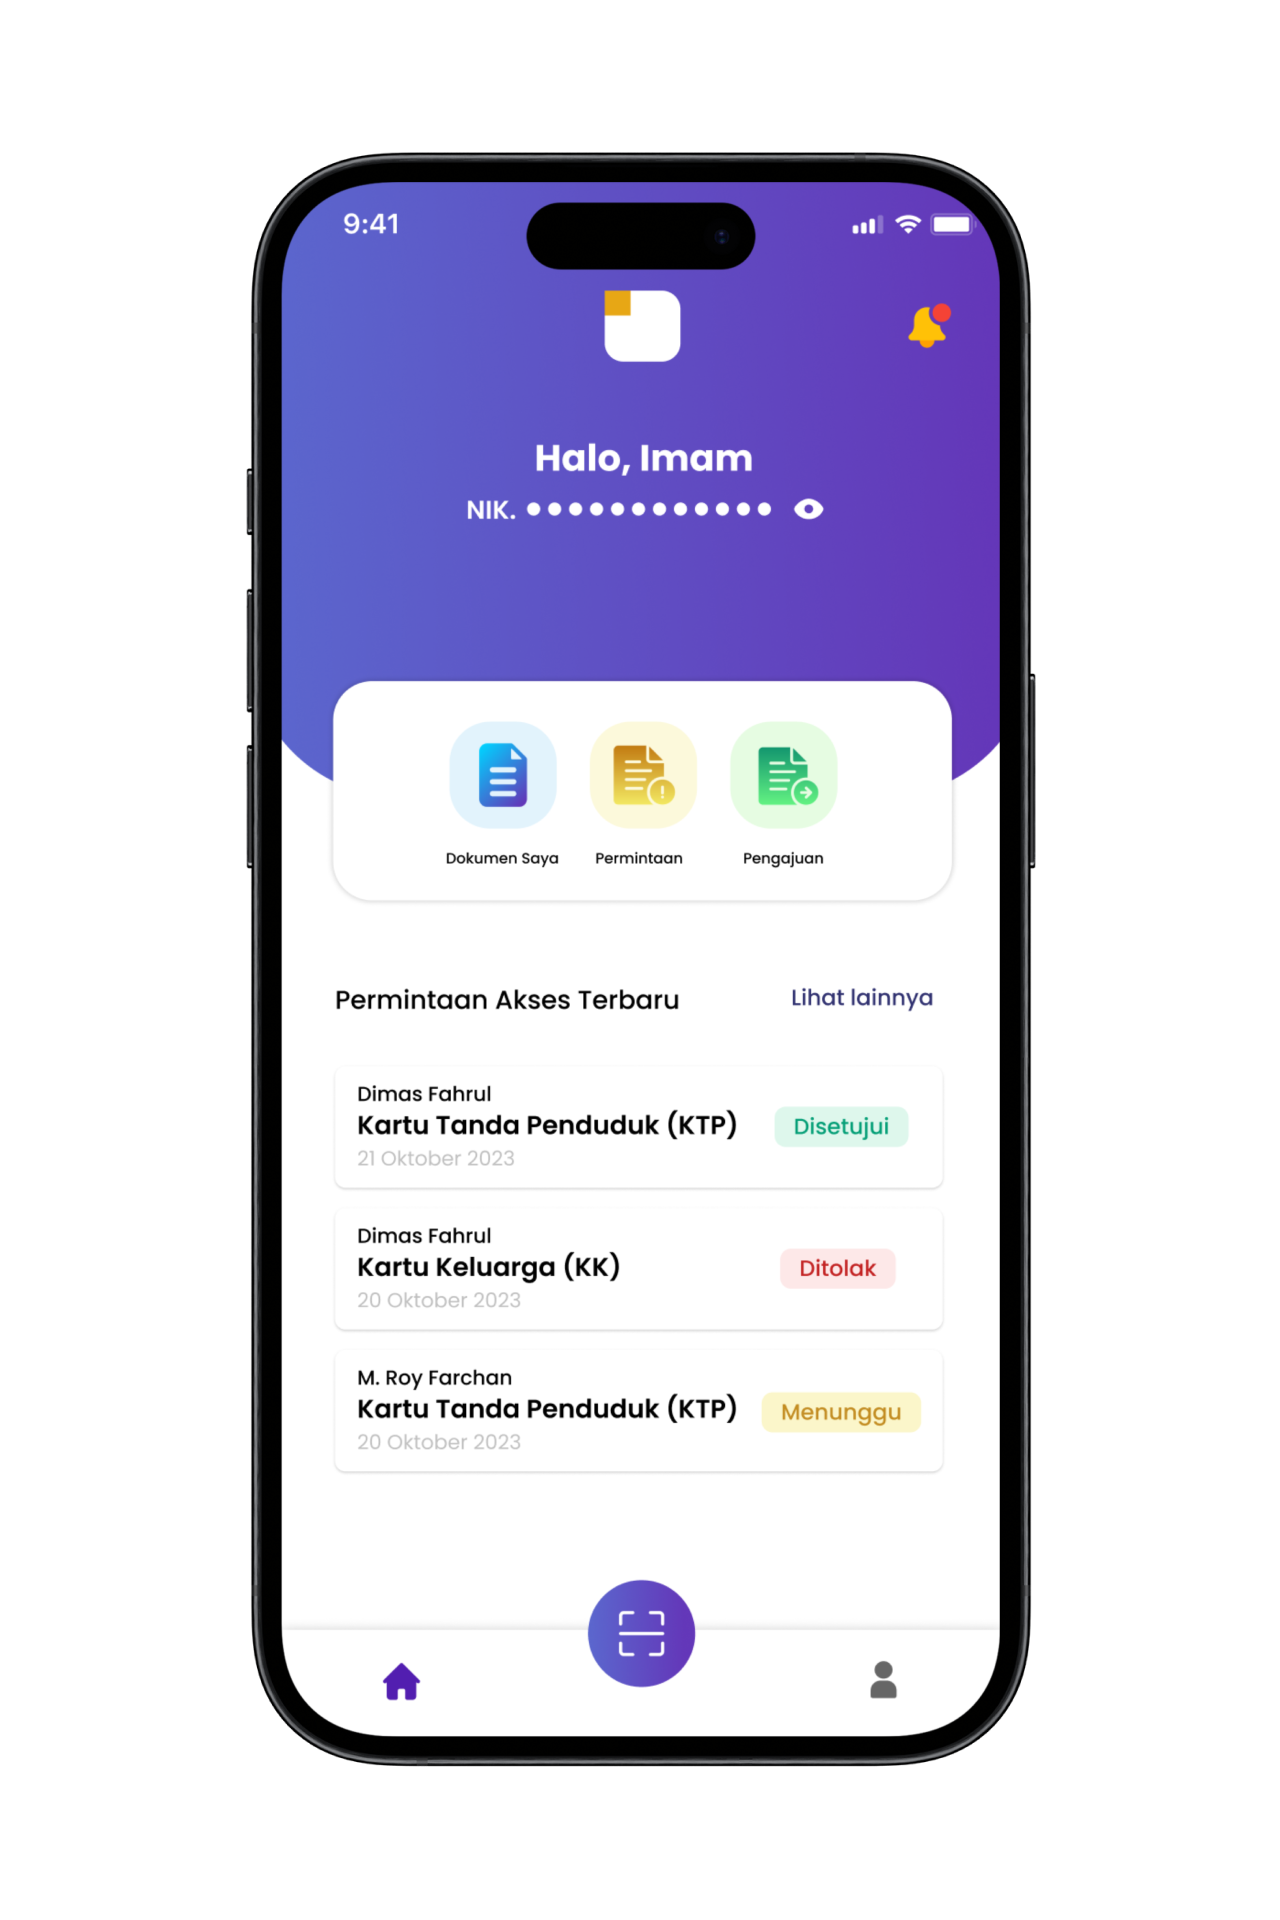 9:41
Halo, Imam
NIK. ●●●●●●●●●●●●
Dokumen Saya
Permintaan
Pengajuan
Permintaan Akses Terbaru
Lihat lainnya
Dimas Fahrul
Kartu Tanda Penduduk (KTP)
21 Oktober 2023
Disetujui
Dimas Fahrul
Kartu Keluarga (KK)
20 Oktober 2023
Ditolak
M. Roy Farchan
Kartu Tanda Penduduk (KTP)
20 Oktober 2023
Menunggu